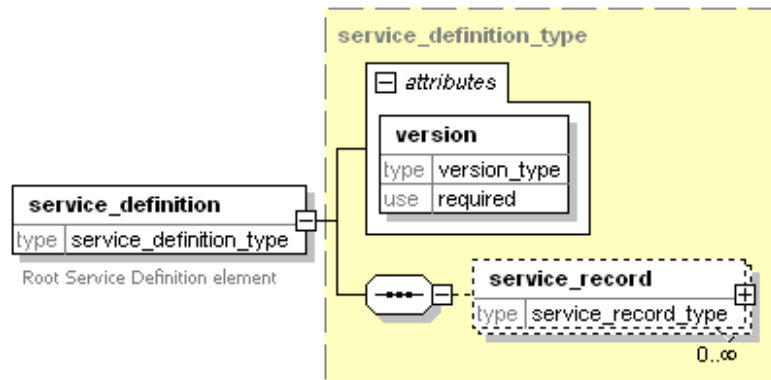 service_definition_type
attributes
version
type version_type
use required
service_definition
type service_definition_type
Root Service Definition element
service_record
type service_record_type
0..∞